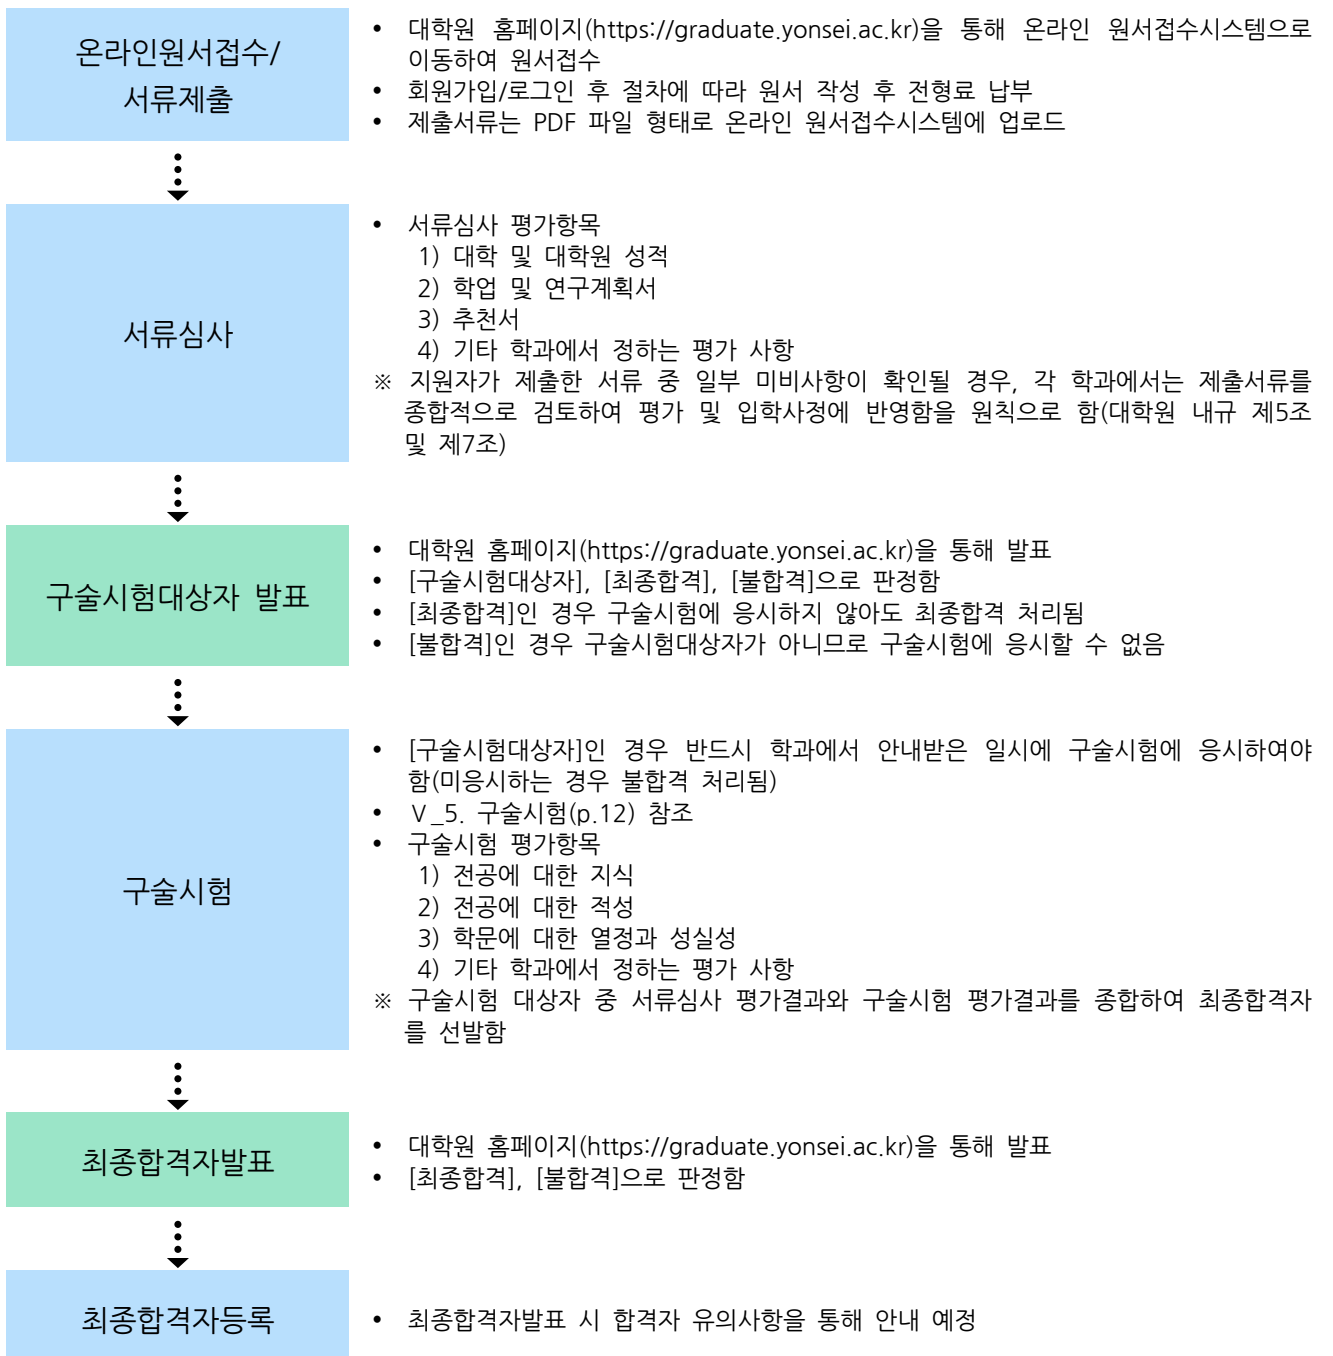 온라인원서접수/
서류제출
• 대학원 홈페이지(https://graduate.yonsei.ac.kr)을 통해 온라인 원서접수시스템으로
이동하여 원서접수
• 회원가입/로그인 후 절차에 따라 원서 작성 후 전형료 납부
• 제출서류는 PDF 파일 형태로 온라인 원서접수시스템에 업로드
서류심사
• 서류심사 평가항목
1) 대학 및 대학원 성적
2) 학업 및 연구계획서
3) 추천서
4) 기타 학과에서 정하는 평가 사항
※ 지원자가 제출한 서류 중 일부 미비사항이 확인될 경우, 각 학과에서는 제출서류를
종합적으로 검토하여 평가 및 입학사정에 반영함을 원칙으로 함(대학원 내규 제5조
및 제7조)
구술시험대상자 발표
• 대학원 홈페이지(https://graduate.yonsei.ac.kr)을 통해 발표
• [구술시험대상자], [최종합격], [불합격]으로 판정함
• [최종합격]인 경우 구술시험에 응시하지 않아도 최종합격 처리됨
• [불합격]인 경우 구술시험대상자가 아니므로 구술시험에 응시할 수 없음
구술시험
• [구술시험대상자]인 경우 반드시 학과에서 안내받은 일시에 구술시험에 응시하여야
함(미응시하는 경우 불합격 처리됨)
• Ⅴ_5. 구술시험(p.12) 참조
• 구술시험 평가항목
1) 전공에 대한 지식
2) 전공에 대한 적성
3) 학문에 대한 열정과 성실성
4) 기타 학과에서 정하는 평가 사항
※ 구술시험 대상자 중 서류심사 평가결과와 구술시험 평가결과를 종합하여 최종합격자
를 선발함
최종합격자발표
• 대학원 홈페이지(https://graduate.yonsei.ac.kr)을 통해 발표
• [최종합격], [불합격]으로 판정함
최종합격자등록
• 최종합격자발표 시 합격자 유의사항을 통해 안내 예정